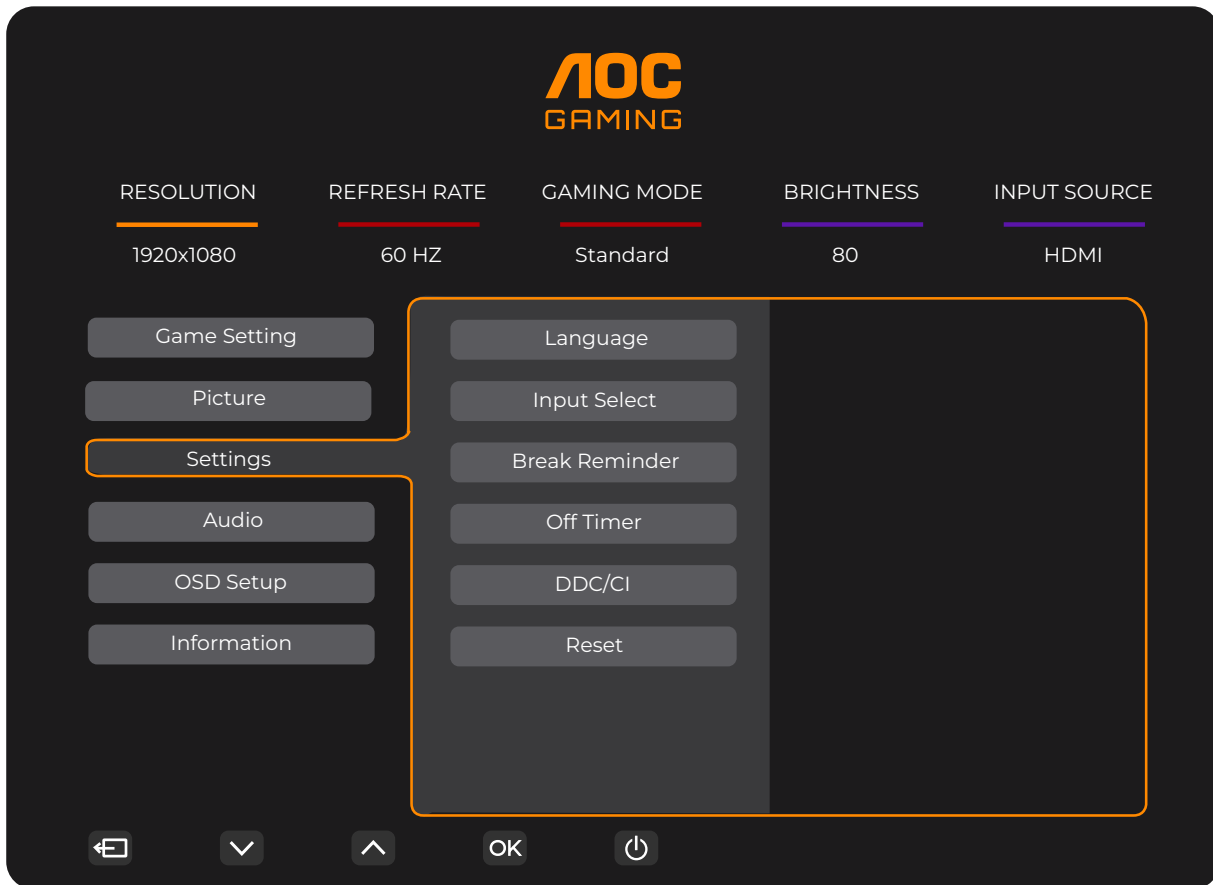 AOC
GAMING
RESOLUTION REFRESH RATE GAMING MODE BRIGHTNESS INPUT SOURCE
1920x1080 60 HZ Standard 80 HDMI
Game Setting
Picture
Settings
Audio
OSD Setup
Information
Language
Input Select
Break Reminder
Off Timer
DDC/CI
Reset
OK